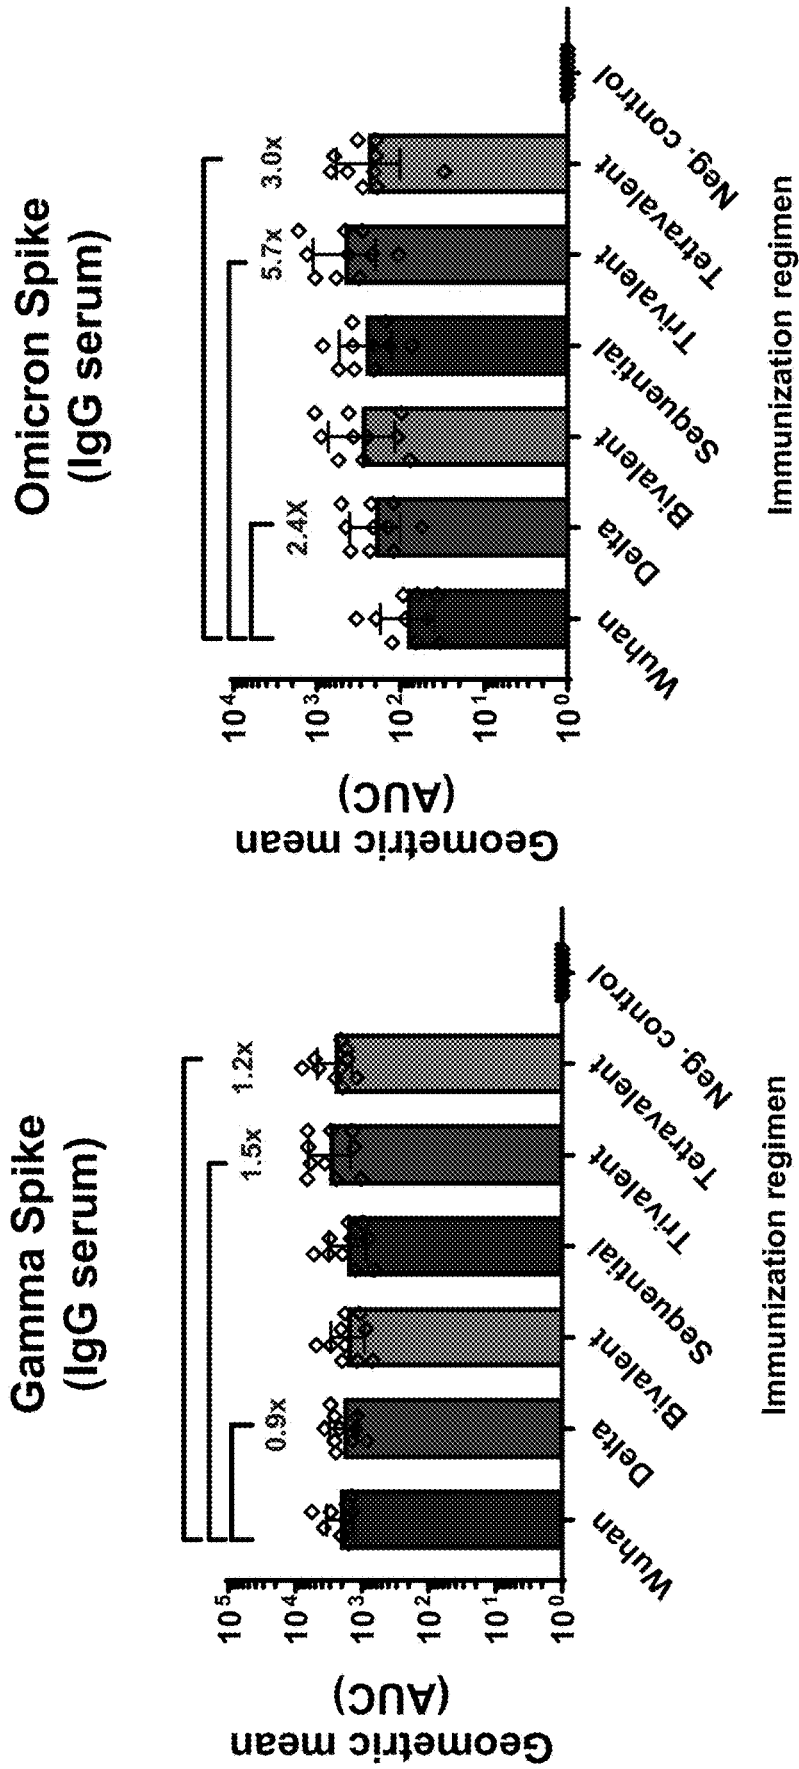 Gamma Spike
(IgG serum)
1.2x
1.5x
0.9x
Geometric mean
(AUC)
10^5
10^4
10^3
10^2
10^1
10^0
Wuhan
Delta
Bivalent
Sequential
Trivalent
Tetravalent
Neg. control
Immunization regimen
Omicron Spike
(IgG serum)
3.0x
5.7x
2.4X
Geometric mean
(AUC)
10^4
10^3
10^2
10^1
10^0
Wuhan
Delta
Bivalent
Sequential
Trivalent
Tetravalent
Neg. control
Immunization regimen